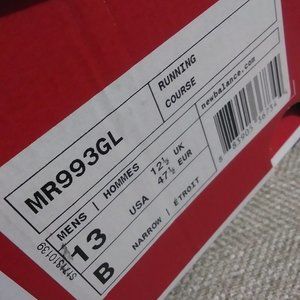 MR993GL
RUNNING
COURSE
newbalance.com
MENS | HOMMES
13
B
USA
12½ UK
47½ EUR
NARROW | ETROIT